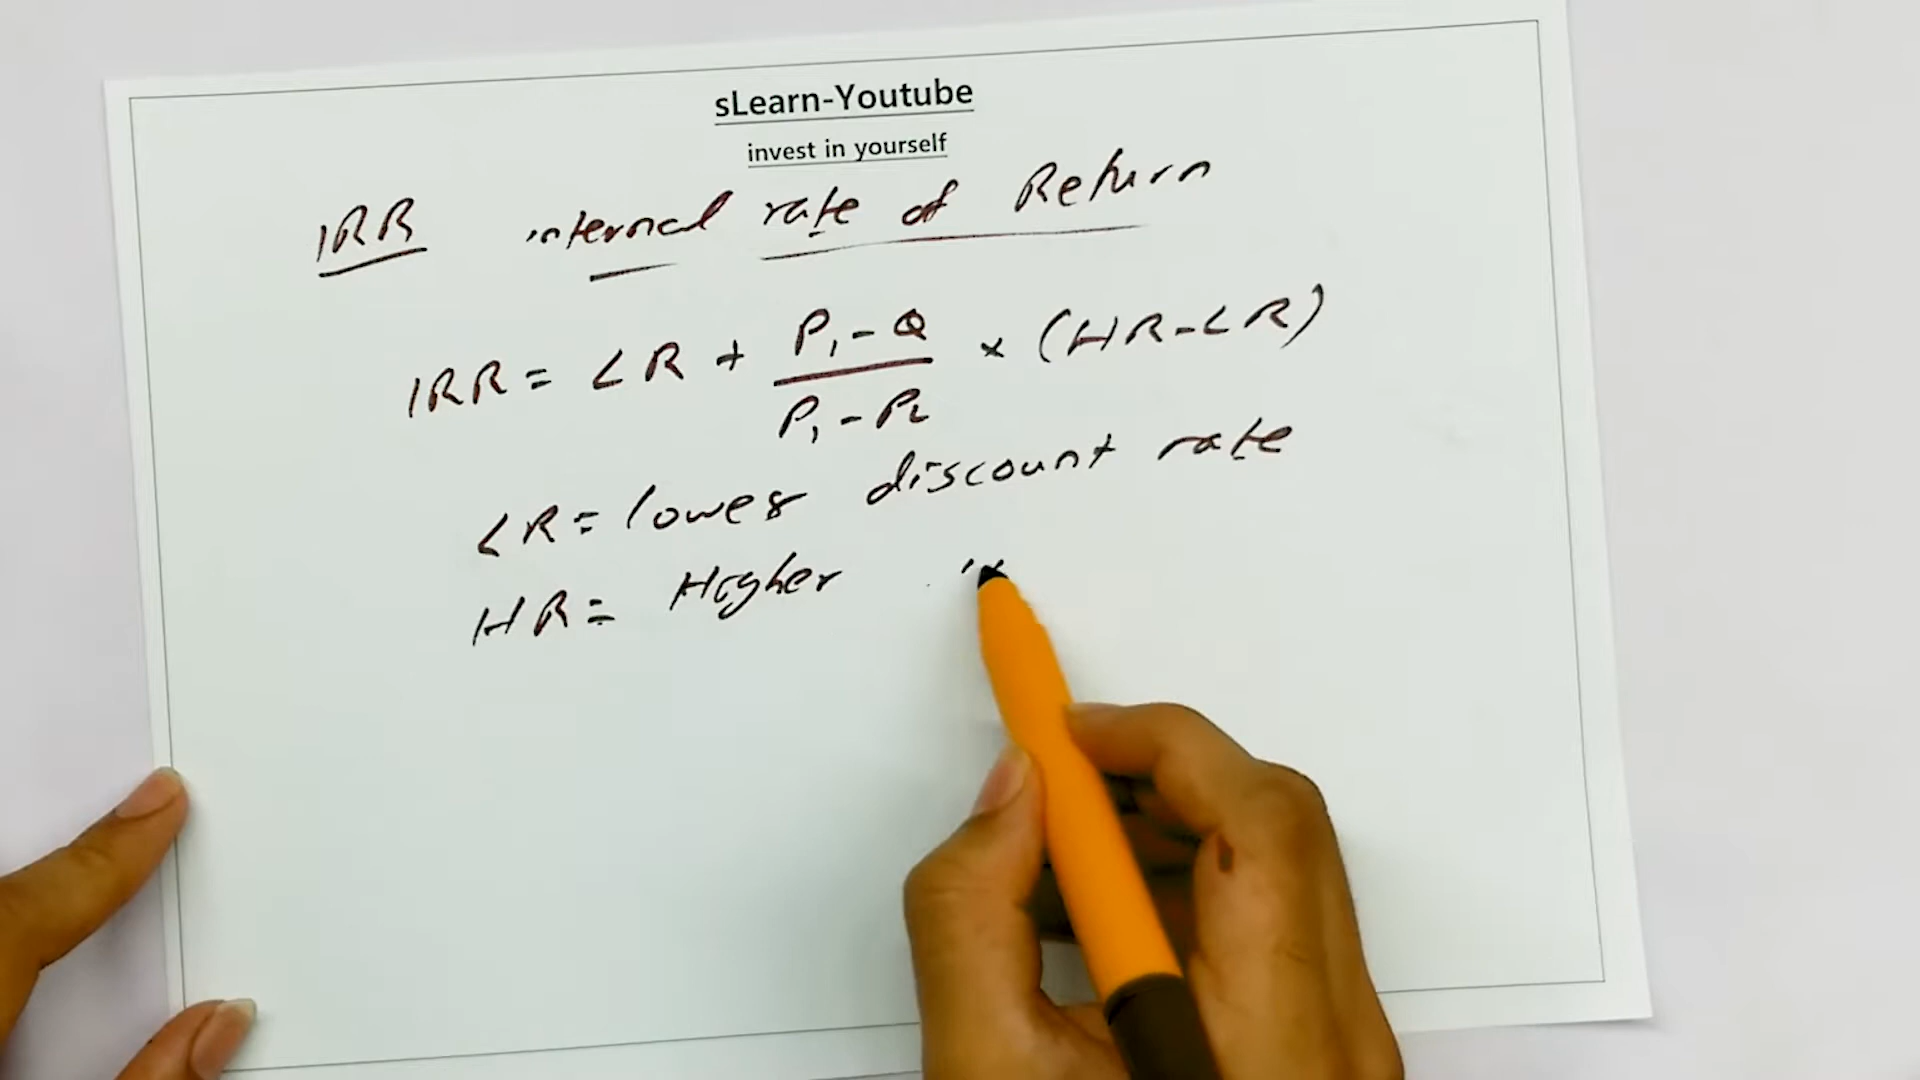 sLearn-Youtube
invest in yourself
IRR internal rate of Return
IRR = LR + P₁ - Q / P₁ - P₂ × (HR - LR)
LR = lower discount rate
HR = Higher "